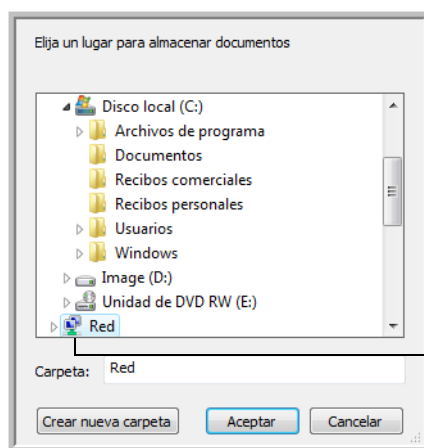 Elija un lugar para almacenar documentos
Disco local (C:)
Archivos de programa
Documentos
Recibos comerciales
Recibos personales
Usuarios
Windows
Image (D:)
Unidad de DVD RW (E:)
Red
Carpeta: Red
Crear nueva carpeta Aceptar Cancelar